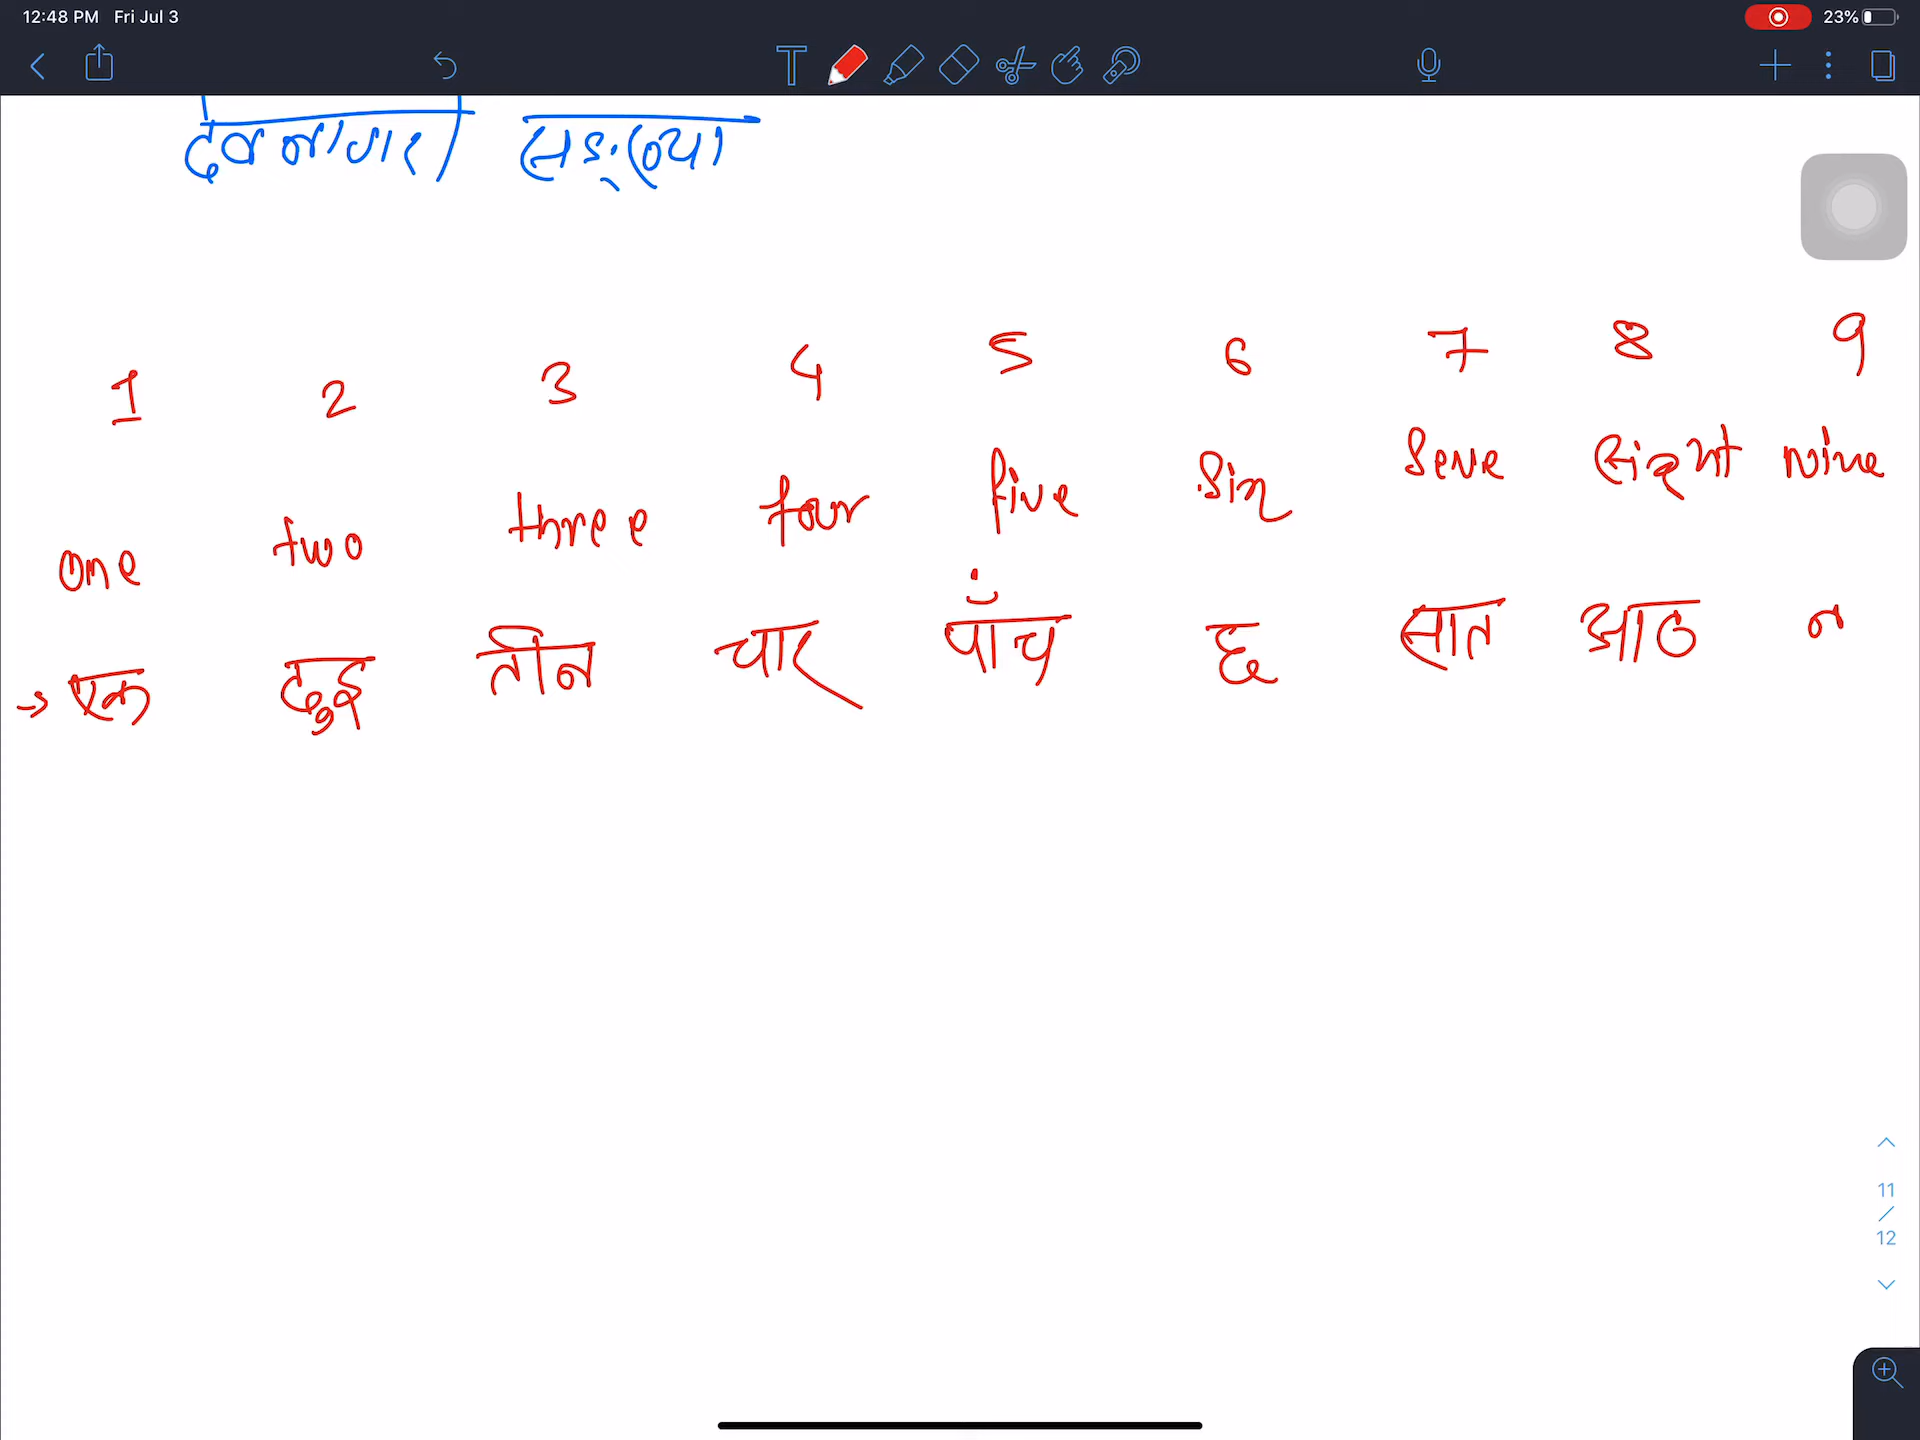 12:48 PM Fri Jul 3 23%
देवनागरी सङ्ख्या
1 2 3 4 5 6 7 8 9
one two three four five Six Seve nine
→ एक दुई तीन चार पाँच छ सात आठ न
11
/
12